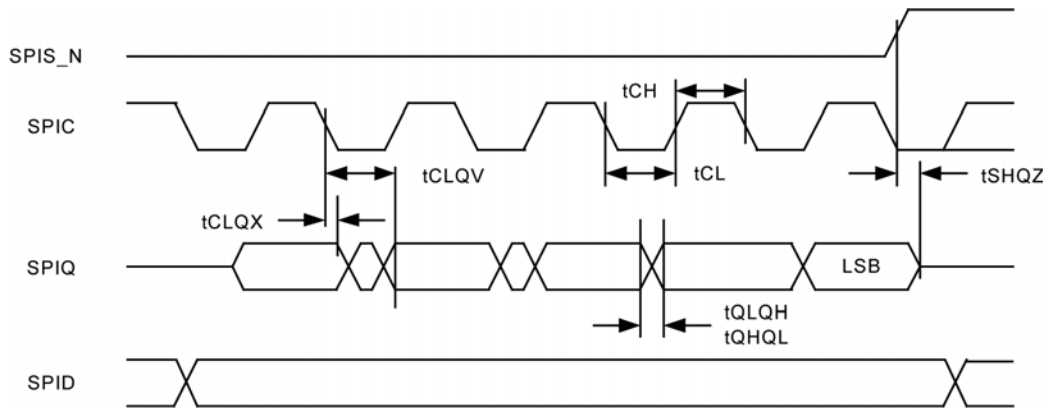 SPIS_N
tCH
SPIC
tCLQV
tCL
tSHQZ
tCLQX
SPIQ
LSB
tQLQH
tQHQL
SPID